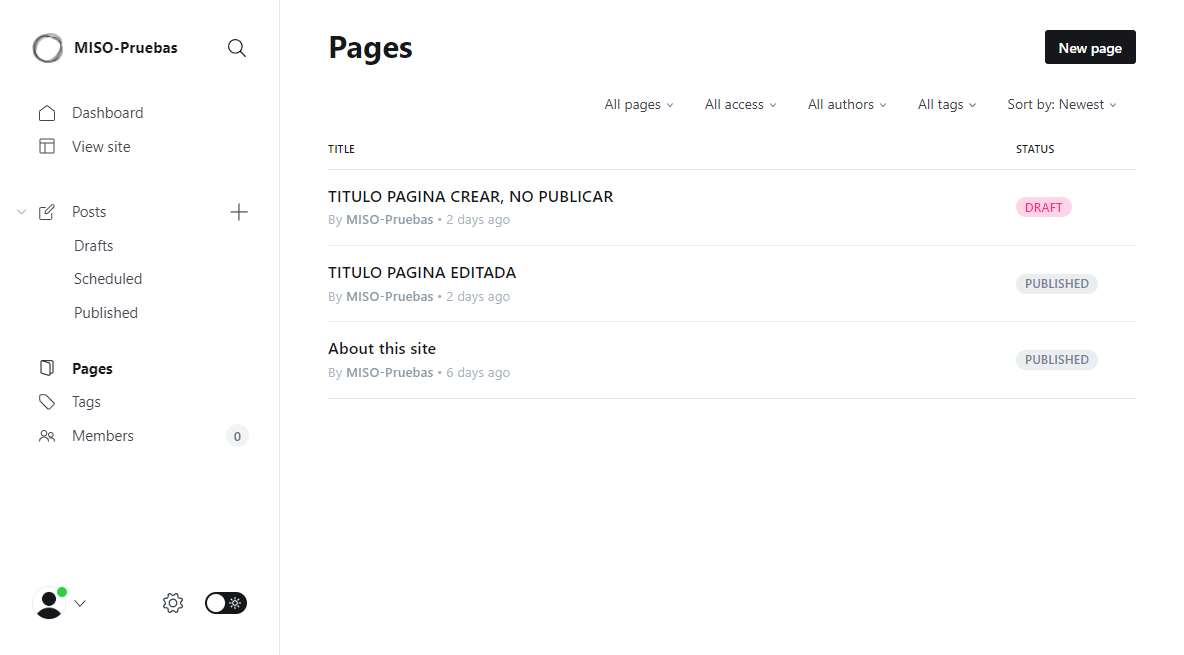 MISO-Pruebas
Dashboard
View site
Posts
Drafts
Scheduled
Published
Pages
Tags
Members 0
Pages
New page
All pages All access All authors All tags Sort by: Newest
TITLE STATUS
TITULO PAGINA CREAR, NO PUBLICAR
By MISO-Pruebas • 2 days ago
DRAFT
TITULO PAGINA EDITADA
By MISO-Pruebas • 2 days ago
PUBLISHED
About this site
By MISO-Pruebas • 6 days ago
PUBLISHED